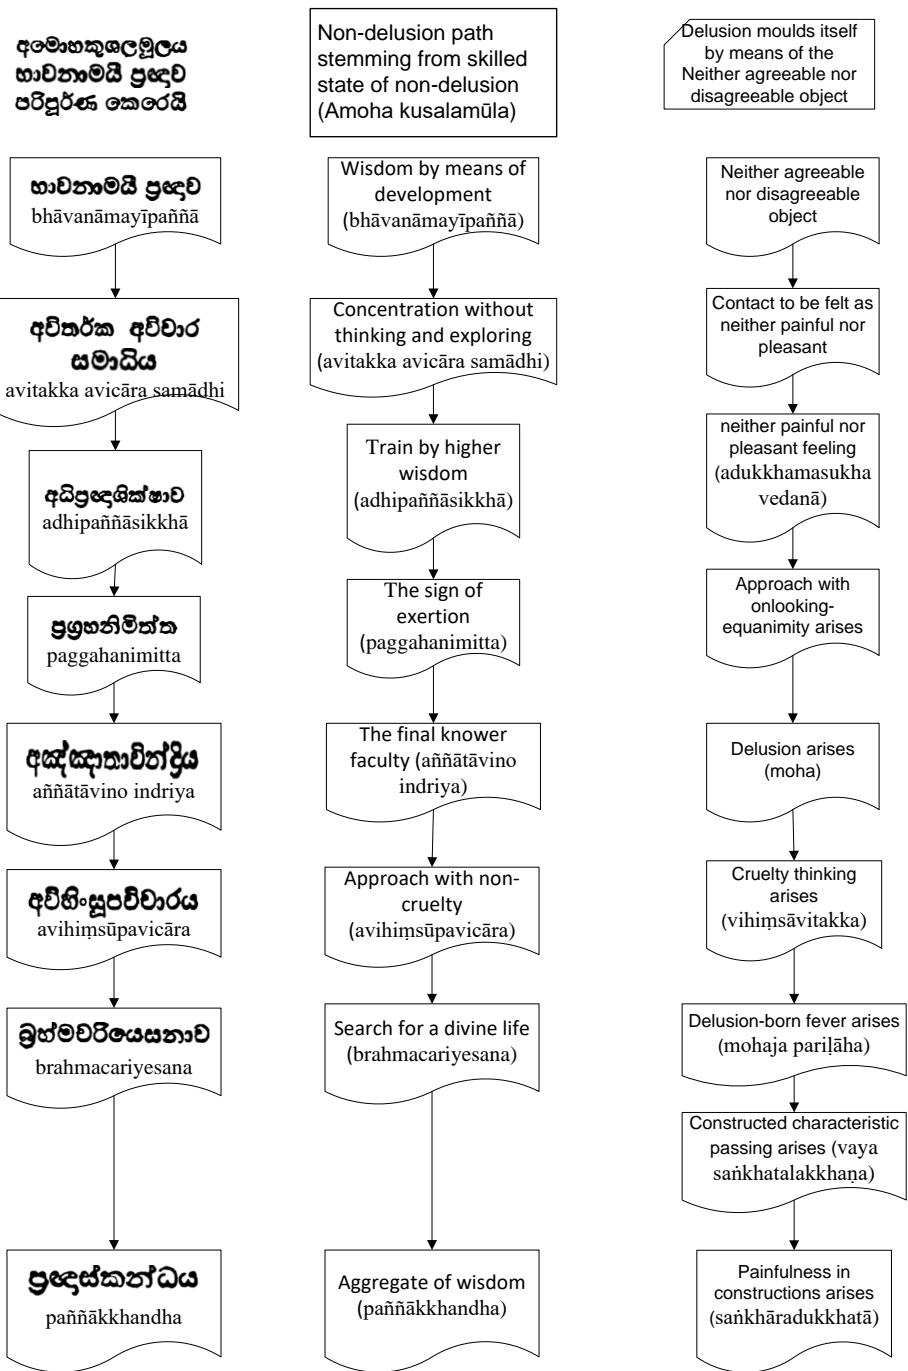 අමොහකුශලමූලය
භාවනාමයී ප්‍රඥාව
පරිපූර්ණ කෙරෙයි
භාවනාමයී ප්‍රඥාව
bhāvanāmayīpaññā
අවිතර්ක අවිචාර
සමාධිය
avitakka avicāra samādhi
අධිප්‍රඥාශික්ෂාව
adhipaññāsikkhā
ප්‍රග්‍රහනිමිත්ත
paggahanimitta
අඤ්ඤාතාවින්ද්‍රිය
aññātāvino indriya
අවිහිංසූපවිචාරය
avihiṃsūpavicāra
බ්‍රහ්මචරියෙසනාව
brahmacariyesana
ප්‍රඥාස්කන්ධය
paññākkhandha
Non-delusion path
stemming from skilled
state of non-delusion
(Amoha kusalamūla)
Wisdom by means of
development
(bhāvanāmayīpaññā)
Concentration without
thinking and exploring
(avitakka avicāra samādhi)
Train by higher
wisdom
(adhipaññāsikkhā)
The sign of
exertion
(paggahanimitta)
The final knower
faculty (aññātāvino
indriya)
Approach with non-
cruelty
(avihiṃsūpavicāra)
Search for a divine life
(brahmacariyesana)
Aggregate of wisdom
(paññākkhandha)
Delusion moulds itself
by means of the
Neither agreeable nor
disagreeable object
Neither agreeable
nor disagreeable
object
Contact to be felt as
neither painful nor
pleasant
neither painful nor
pleasant feeling
(adukkhamasukha
vedanā)
Approach with
onlooking-
equanimity arises
Delusion arises
(moha)
Cruelty thinking
arises
(vihiṃsāvitakka)
Delusion-born fever arises
(mohaja pariḷāha)
Constructed characteristic
passing arises (vaya
saṅkhatalakkhaṇa)
Painfulness in
constructions arises
(saṅkhāradukkhatā)